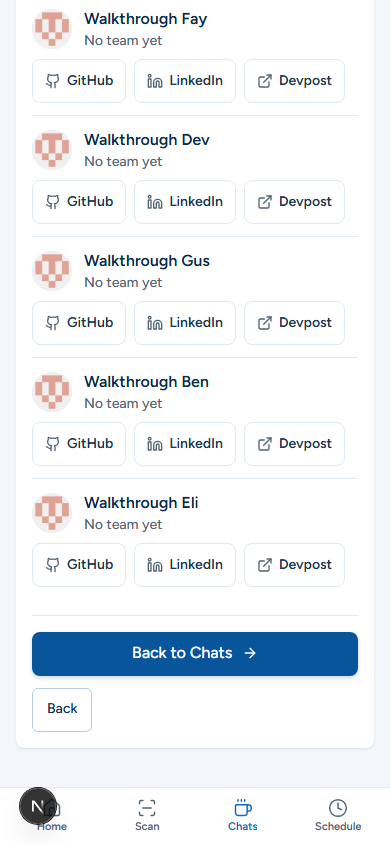 Walkthrough Fay
No team yet
GitHub LinkedIn Devpost
Walkthrough Dev
No team yet
GitHub LinkedIn Devpost
Walkthrough Gus
No team yet
GitHub LinkedIn Devpost
Walkthrough Ben
No team yet
GitHub LinkedIn Devpost
Walkthrough Eli
No team yet
GitHub LinkedIn Devpost
Back to Chats →
Back
N
Home Scan Chats Schedule